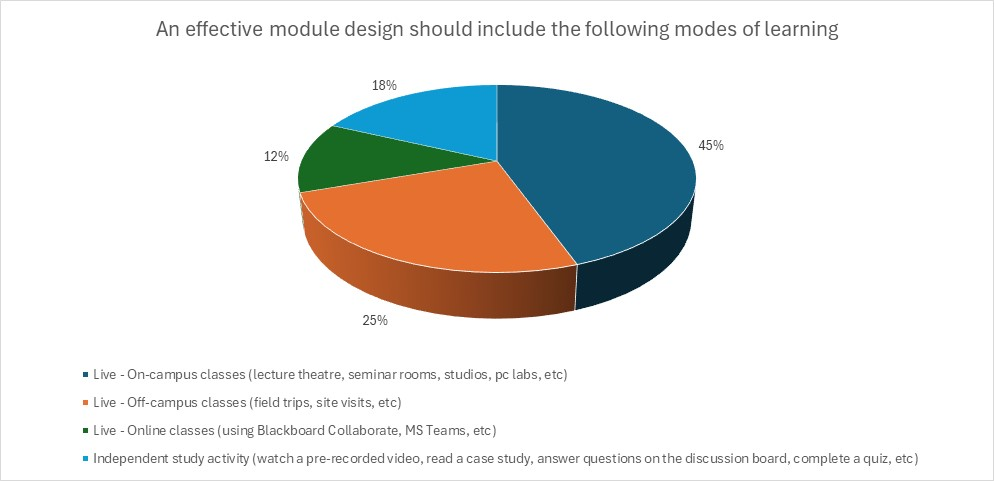 An effective module design should include the following modes of learning
18%
45%
12%
25%
Live - On-campus classes (lecture theatre, seminar rooms, studios, pc labs, etc)
Live - Off-campus classes (field trips, site visits, etc)
Live - Online classes (using Blackboard Collaborate, MS Teams, etc)
Independent study activity (watch a pre-recorded video, read a case study, answer questions on the discussion board, complete a quiz, etc)